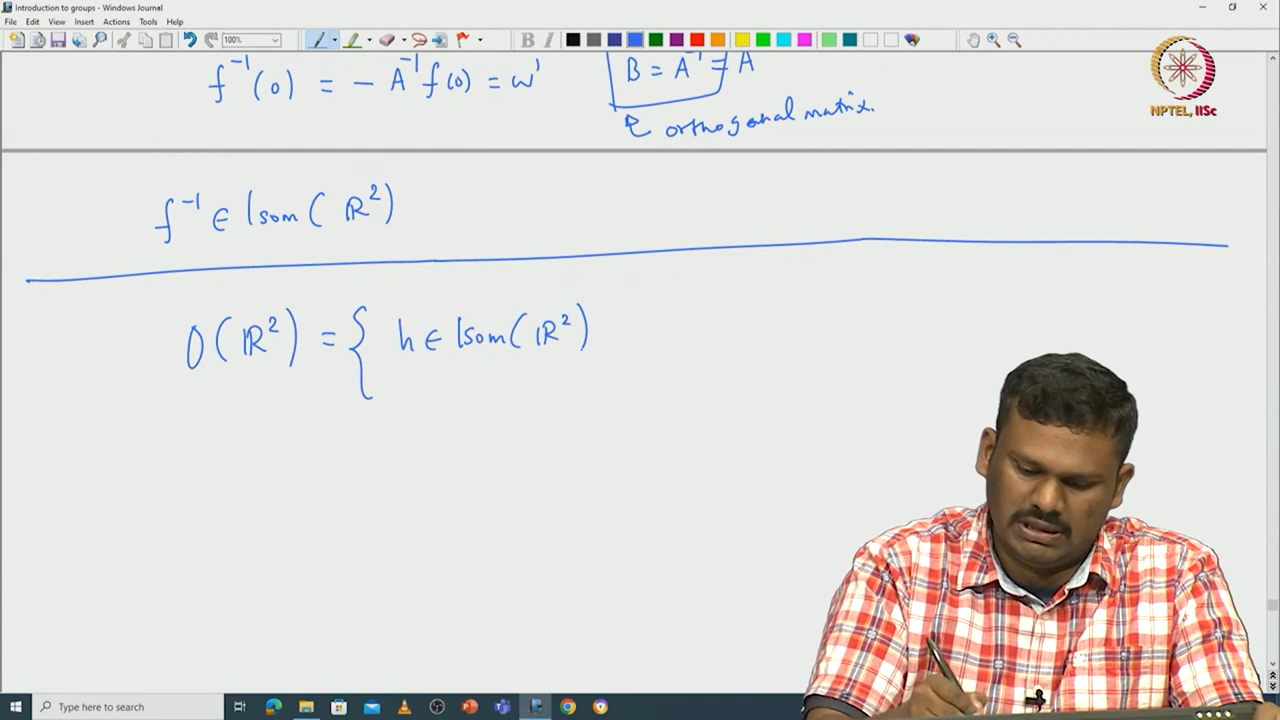 Introduction to groups - Windows Journal
File Edit View Insert Actions Tools Help
100%
B I
f⁻¹(0) = - A⁻¹ f(0) = w'
B = A⁻¹ = A
orthogonal matrix.
NPTEL, IISc
f⁻¹ ∈ Isom( ℝ²)
O(ℝ²) = { h ∈ Isom(ℝ²)
Type here to search